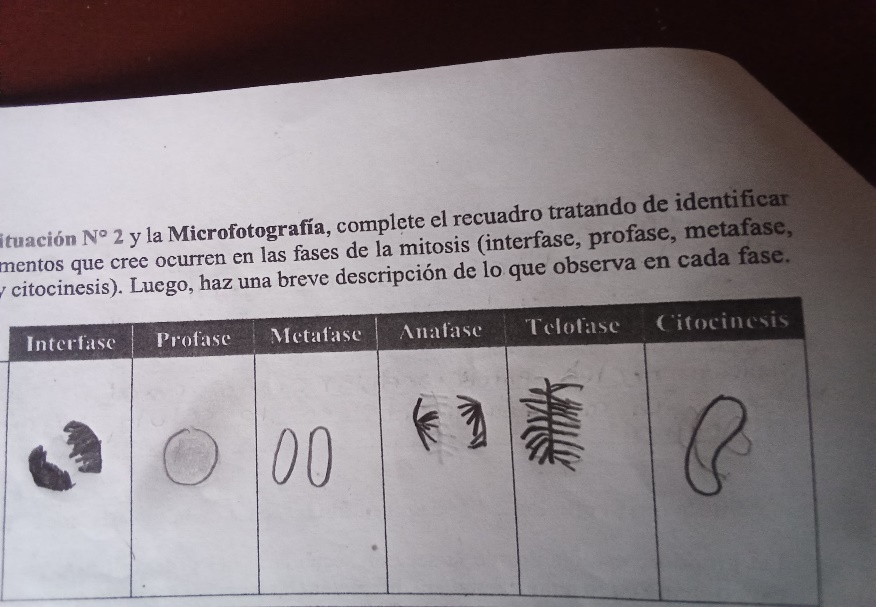 ituación N° 2 y la Microfotografía, complete el recuadro tratando de identificar
mentos que cree ocurren en las fases de la mitosis (interfase, profase, metafase,
y citocinesis). Luego, haz una breve descripción de lo que observa en cada fase.
Interfase Profase Metafase Anafase Telofase Citocinesis